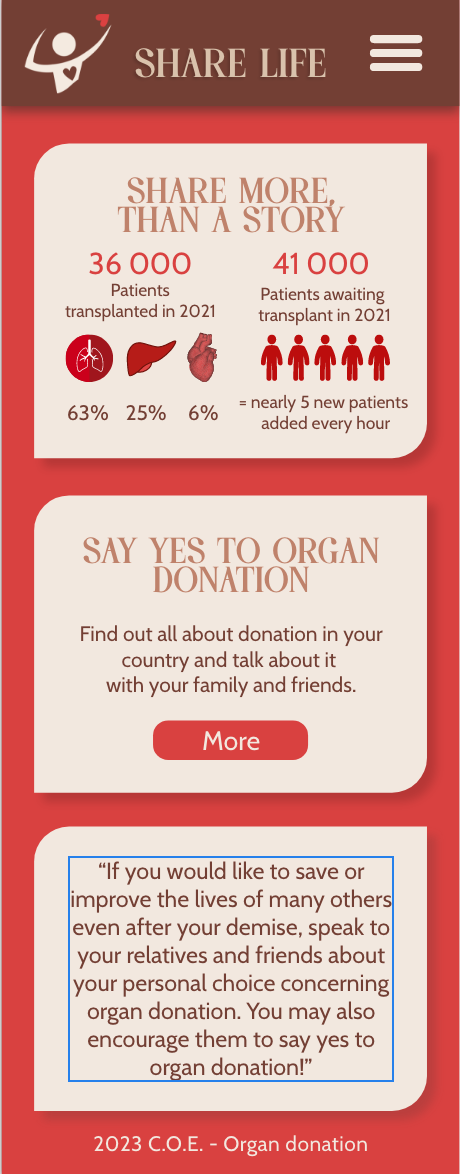 SHARE LIFE
SHARE MORE,
THAN A STORY
36 000
Patients
transplanted in 2021
63% 25% 6%
41 000
Patients awaiting
transplant in 2021
= nearly 5 new patients
added every hour
SAY YES TO ORGAN
DONATION
Find out all about donation in your
country and talk about it
with your family and friends.
More
“If you would like to save or
improve the lives of many others
even after your demise, speak to
your relatives and friends about
your personal choice concerning
organ donation. You may also
encourage them to say yes to
organ donation!”
2023 C.O.E. - Organ donation